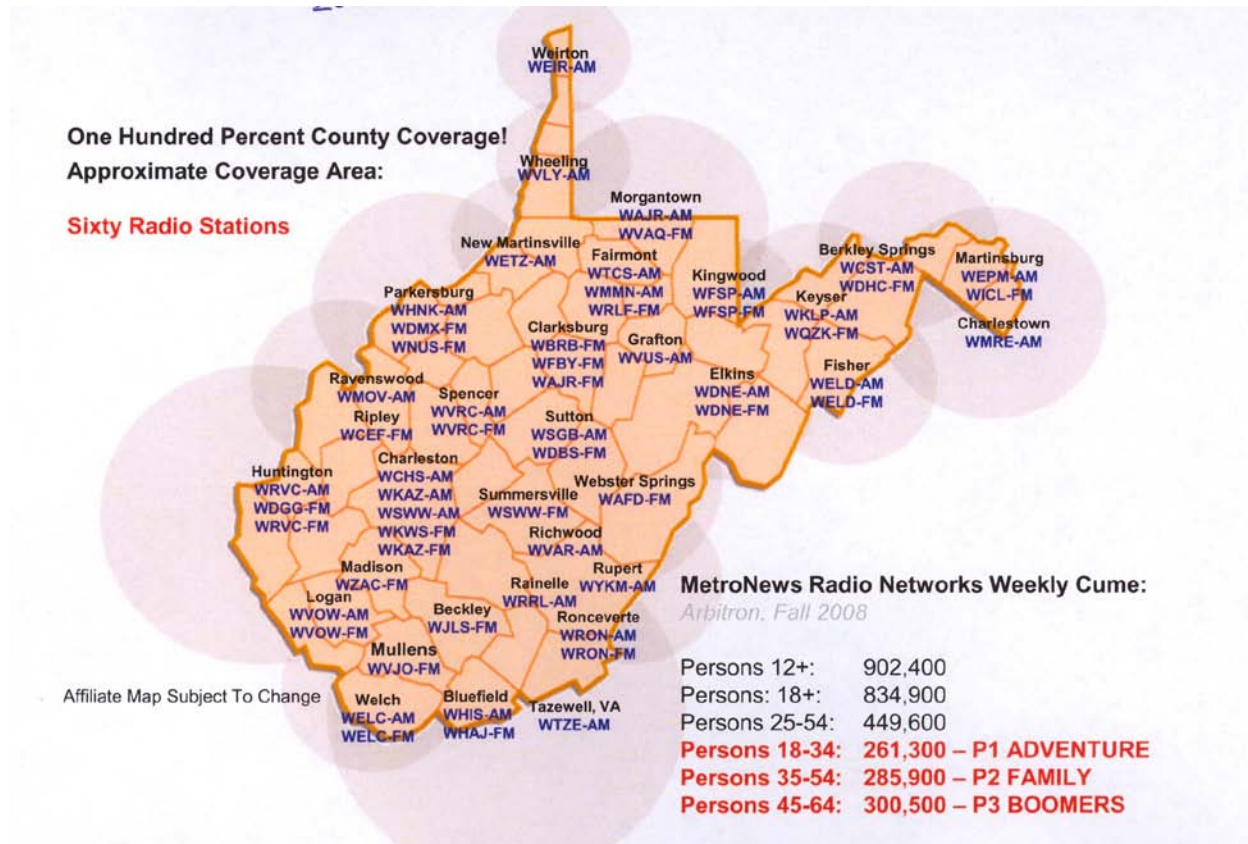 One Hundred Percent County Coverage!
Approximate Coverage Area:
Sixty Radio Stations
Weirton
WEIR-AM
Wheeling
WVLY-AM
Morgantown
WAJR-AM
WVAQ-FM
New Martinsville
WETZ-AM
Fairmont
WTCS-AM
WMMN-AM
WRLF-FM
Kingwood
WFSP-AM
WFSP-FM
Berkley Springs
WCST-AM
WDHC-FM
Martinsburg
WEPM-AM
WICL-FM
Keyser
WKLP-AM
WQZK-FM
Charlestown
WMRE-AM
Parkersburg
WHNK-AM
WDMX-FM
WNUS-FM
Clarksburg
WBRB-FM
WFBY-FM
WAJR-FM
Grafton
WVUS-AM
Elkins
WDNE-AM
WDNE-FM
Fisher
WELD-AM
WELD-FM
Ravenswood
WMOV-AM
Spencer
WVRC-AM
WVRC-FM
Ripley
WCEF-FM
Sutton
WSGB-AM
WDBS-FM
Huntington
WRVC-AM
WDGG-FM
WRVC-FM
Charleston
WCHS-AM
WKAZ-AM
WSWW-AM
WKWS-FM
WKAZ-FM
Summersville
WSWW-FM
Webster Springs
WAFD-FM
Richwood
WVAR-AM
Madison
WZAC-FM
Rainelle
WRRL-AM
Rupert
WYKM-AM
Logan
WVOW-AM
WVOW-FM
Beckley
WJLS-FM
Ronceverte
WRON-AM
WRON-FM
Mullens
WVJO-FM
Affiliate Map Subject To Change
Welch
WELC-AM
WELC-FM
Bluefield
WHIS-AM
WHAJ-FM
Tazewell, VA
WTZE-AM
MetroNews Radio Networks Weekly Cume:
Arbitron, Fall 2008
Persons 12+: 902,400
Persons: 18+: 834,900
Persons 25-54: 449,600
Persons 18-34: 261,300 – P1 ADVENTURE
Persons 35-54: 285,900 – P2 FAMILY
Persons 45-64: 300,500 – P3 BOOMERS